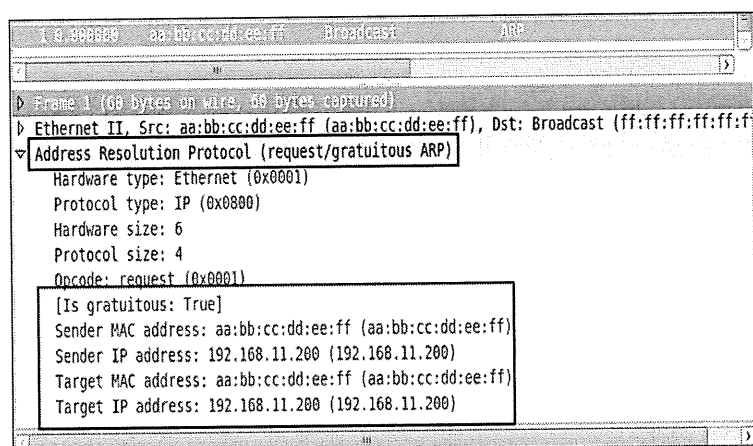 1 0.000000 aa:bb:cc:dd:ee:ff Broadcast ARP
Frame 1 (60 bytes on wire, 60 bytes captured)
Ethernet II, Src: aa:bb:cc:dd:ee:ff (aa:bb:cc:dd:ee:ff), Dst: Broadcast (ff:ff:ff:ff:ff:f
Address Resolution Protocol (request/gratuitous ARP)
Hardware type: Ethernet (0x0001)
Protocol type: IP (0x0800)
Hardware size: 6
Protocol size: 4
Opcode: request (0x0001)
[Is gratuitous: True]
Sender MAC address: aa:bb:cc:dd:ee:ff (aa:bb:cc:dd:ee:ff)
Sender IP address: 192.168.11.200 (192.168.11.200)
Target MAC address: aa:bb:cc:dd:ee:ff (aa:bb:cc:dd:ee:ff)
Target IP address: 192.168.11.200 (192.168.11.200)